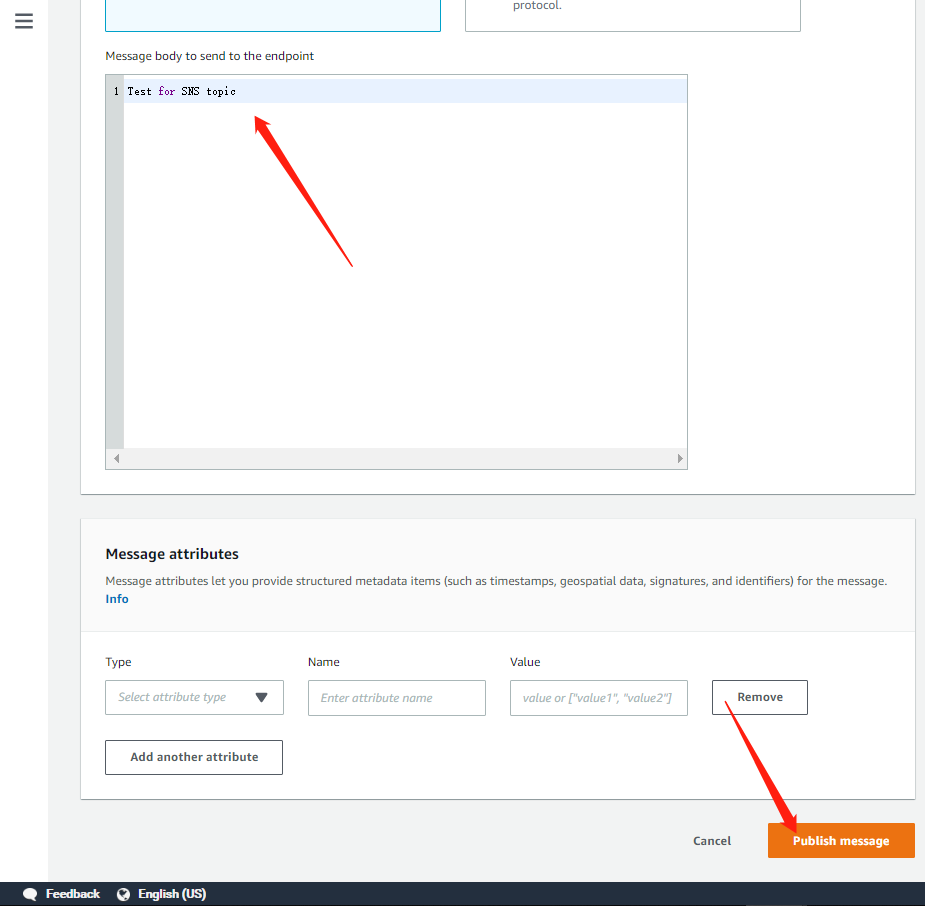 protocol.
Message body to send to the endpoint
1 Test for SNS topic
Message attributes
Message attributes let you provide structured metadata items (such as timestamps, geospatial data, signatures, and identifiers) for the message.
Info
Type Name Value
Select attribute type Enter attribute name value or ["value1", "value2"] Remove
Add another attribute
Cancel Publish message
Feedback English (US)